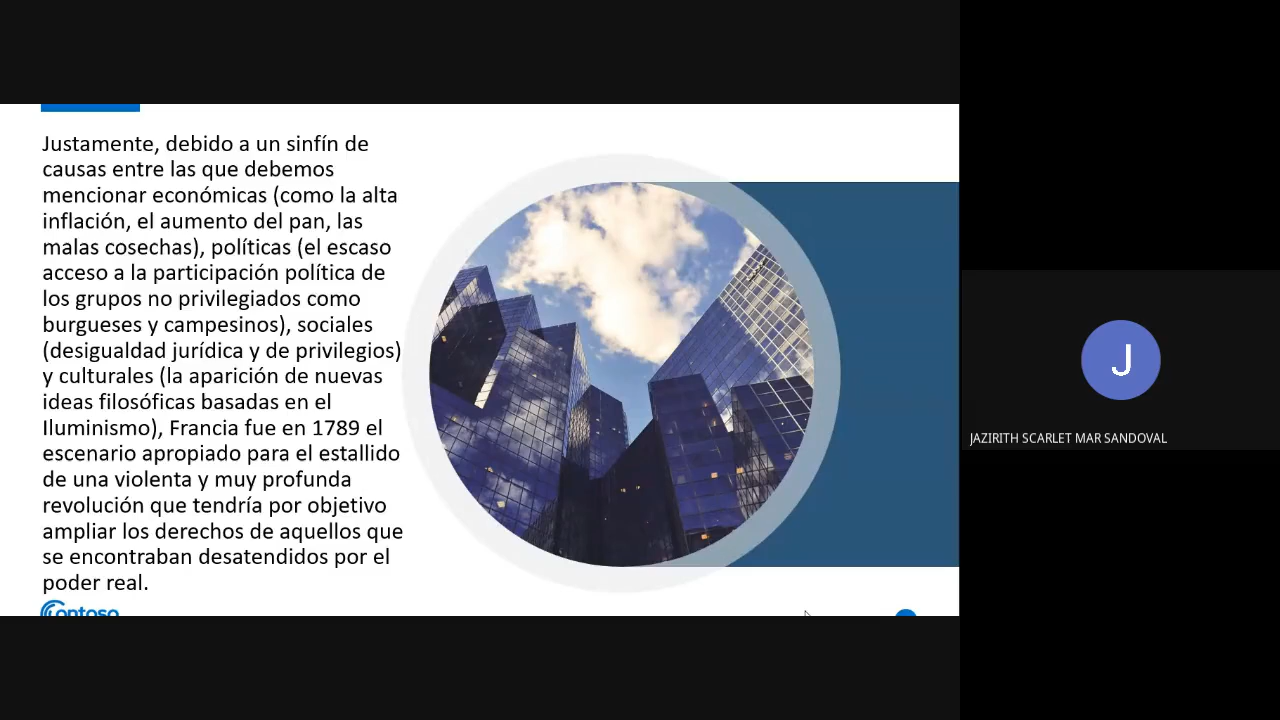 Justamente, debido a un sinfín de
causas entre las que debemos
mencionar económicas (como la alta
inflación, el aumento del pan, las
malas cosechas), políticas (el escaso
acceso a la participación política de
los grupos no privilegiados como
burgueses y campesinos), sociales
(desigualdad jurídica y de privilegios)
y culturales (la aparición de nuevas
ideas filosóficas basadas en el
Iluminismo), Francia fue en 1789 el
escenario apropiado para el estallido
de una violenta y muy profunda
revolución que tendría por objetivo
ampliar los derechos de aquellos que
se encontraban desatendidos por el
poder real.
Contoso
J
JAZIRITH SCARLET MAR SANDOVAL